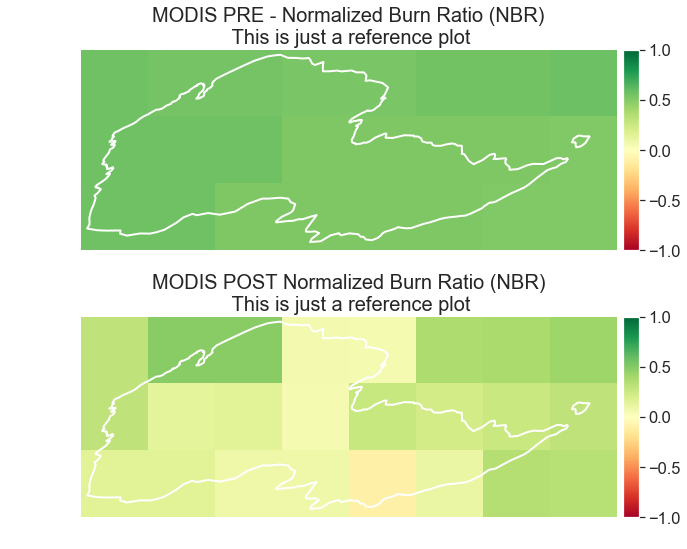 MODIS PRE - Normalized Burn Ratio (NBR)
This is just a reference plot
1.0
0.5
0.0
−0.5
−1.0
MODIS POST Normalized Burn Ratio (NBR)
This is just a reference plot
1.0
0.5
0.0
−0.5
−1.0